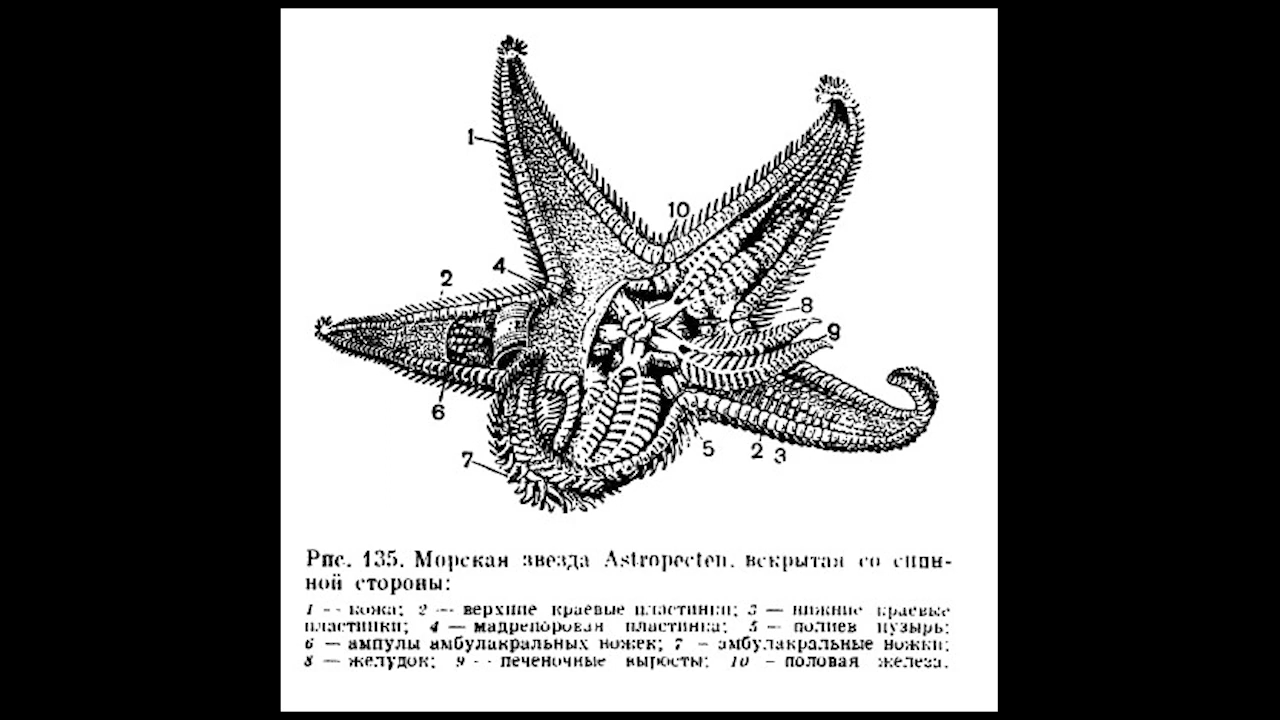 1
10
4
2
8
9
6
7
5
2
3
Рис. 135. Морская звезда Astropecten, вскрытая со спин-
ной стороны:
1 — кожа; 2 — верхние краевые пластинки; 3 — нижние краевые
пластинки; 4 — мадрепоровая пластинка; 5 — полиев пузырь;
6 — ампулы амбулакральных ножек; 7 — амбулакральные ножки;
8 — желудок; 9 — печеночные выросты; 10 — половая железа.